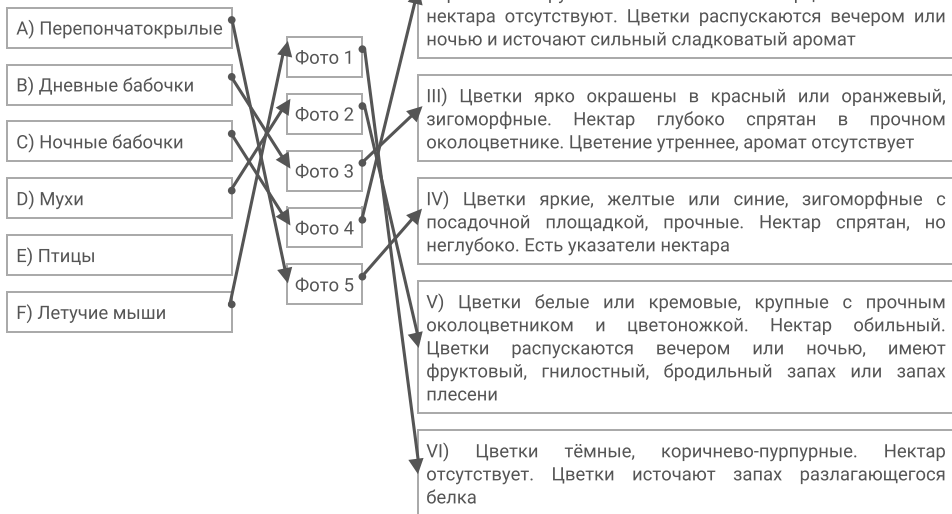 A) Перепончатокрылые
B) Дневные бабочки
C) Ночные бабочки
D) Мухи
E) Птицы
F) Летучие мыши
Фото 1
Фото 2
Фото 3
Фото 4
Фото 5
нектара отсутствуют. Цветки распускаются вечером или
ночью и источают сильный сладковатый аромат
III) Цветки ярко окрашены в красный или оранжевый,
зигоморфные. Нектар глубоко спрятан в прочном
околоцветнике. Цветение утреннее, аромат отсутствует
IV) Цветки яркие, желтые или синие, зигоморфные с
посадочной площадкой, прочные. Нектар спрятан, но
неглубоко. Есть указатели нектара
V) Цветки белые или кремовые, крупные с прочным
околоцветником и цветоножкой. Нектар обильный.
Цветки распускаются вечером или ночью, имеют
фруктовый, гнилостный, бродильный запах или запах
плесени
VI) Цветки тёмные, коричнево-пурпурные. Нектар
отсутствует. Цветки источают запах разлагающегося
белка